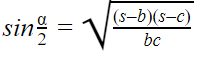 sin α/2 = √((s–b)(s–c)/bc)